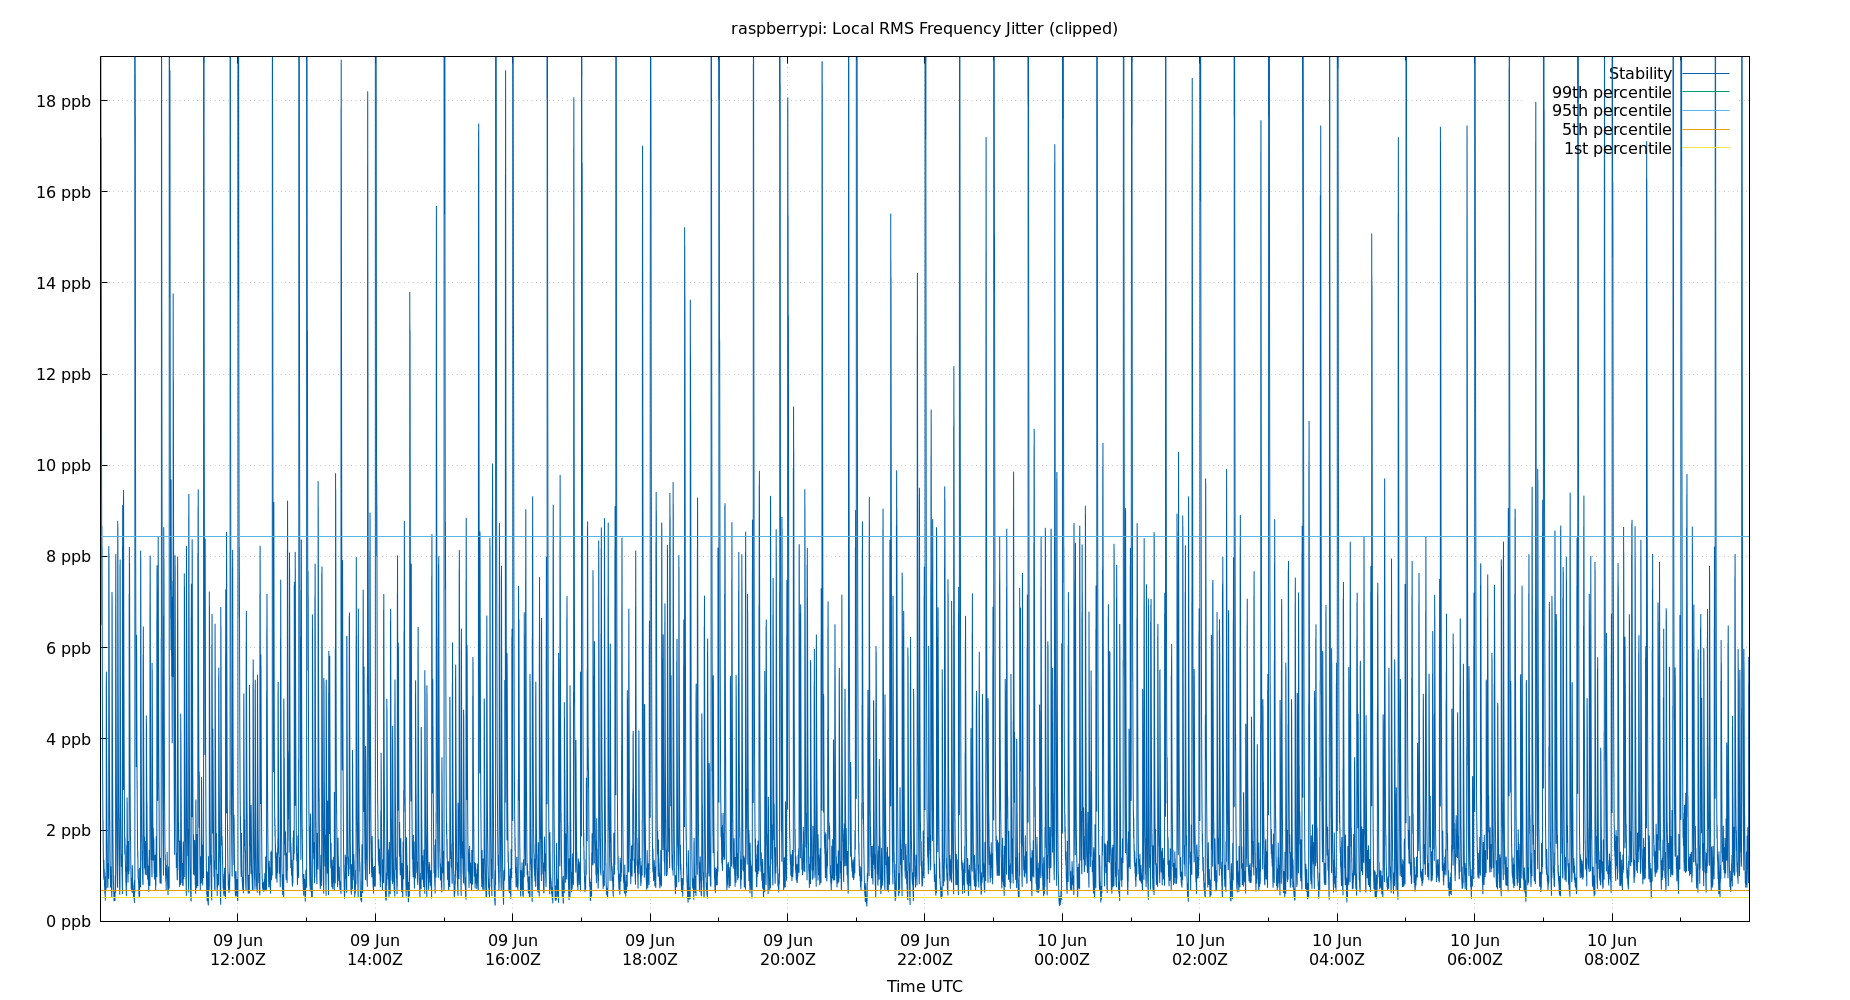 raspberrypi: Local RMS Frequency Jitter (clipped)
Stability
99th percentile
95th percentile
5th percentile
1st percentile
18 ppb
16 ppb
14 ppb
12 ppb
10 ppb
8 ppb
6 ppb
4 ppb
2 ppb
0 ppb
09 Jun
12:00Z
09 Jun
14:00Z
09 Jun
16:00Z
09 Jun
18:00Z
09 Jun
20:00Z
09 Jun
22:00Z
10 Jun
00:00Z
10 Jun
02:00Z
10 Jun
04:00Z
10 Jun
06:00Z
10 Jun
08:00Z
Time UTC